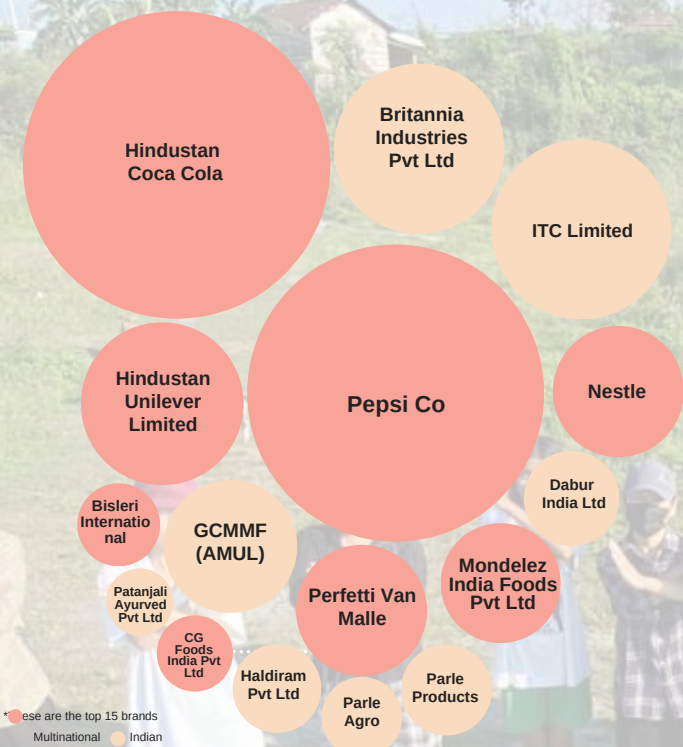 Hindustan
Coca Cola
Britannia
Industries
Pvt Ltd
ITC Limited
Hindustan
Unilever
Limited
Pepsi Co
Nestle
Bisleri
Internatio
nal
GCMMF
(AMUL)
Dabur
India Ltd
Mondelez
India Foods
Pvt Ltd
Patanjali
Ayurved
Pvt Ltd
Perfetti Van
Malle
CG
Foods
India Pvt
Ltd
Haldiram
Pvt Ltd
Parle
Agro
Parle
Products
are the top 15 brands
Multinational Indian